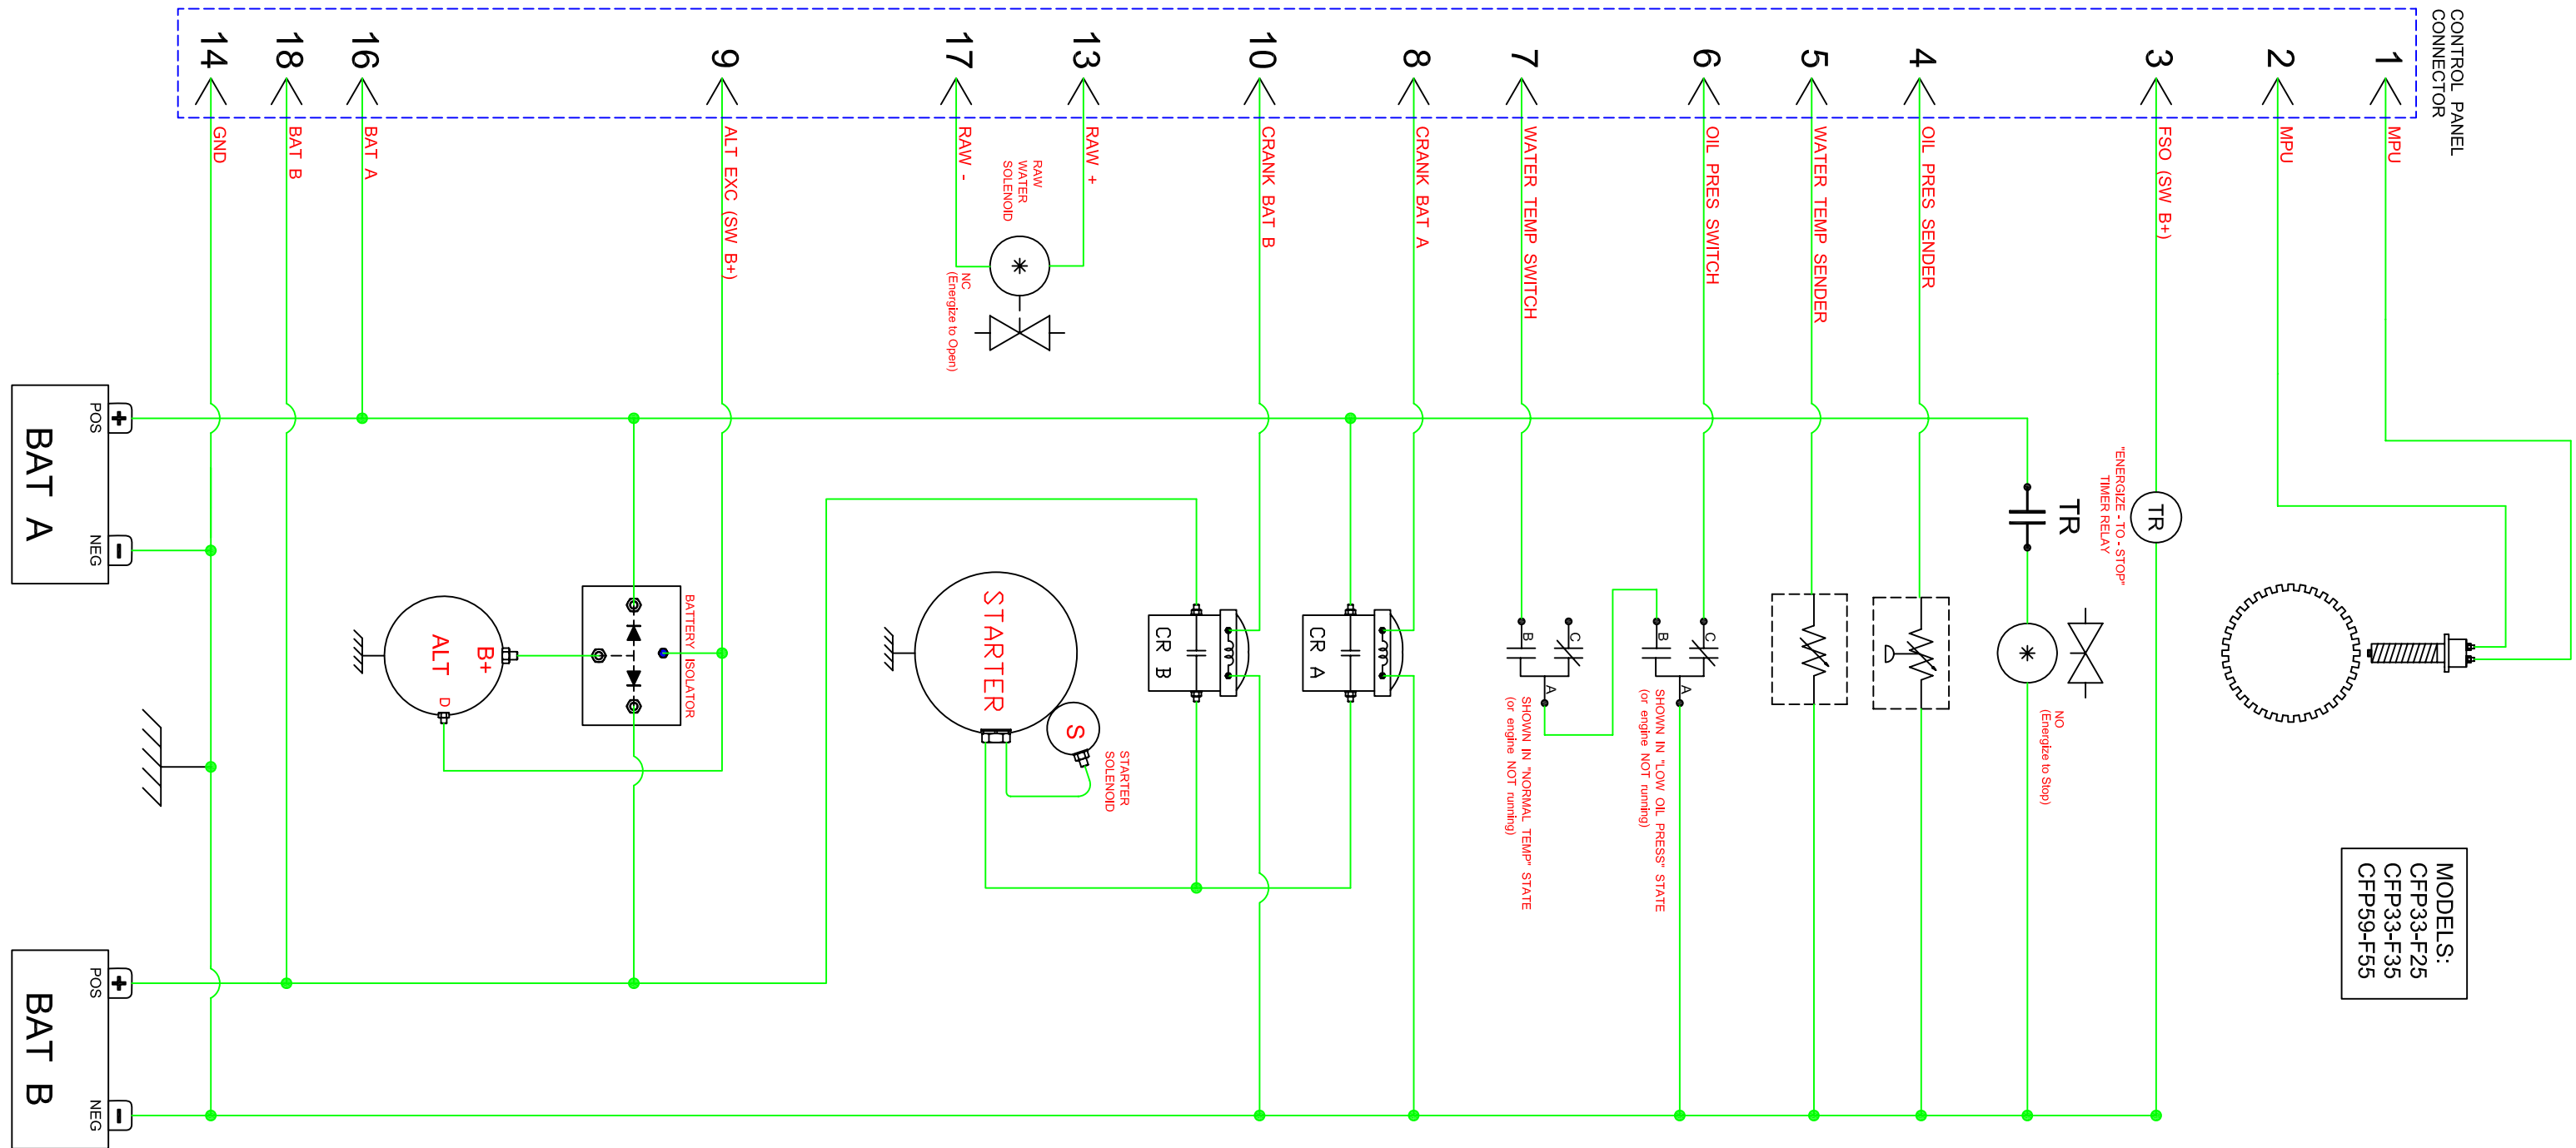 CONTROL PANEL
CONNECTOR
1
2
3
4
5
6
7
8
10
13
17
9
16
18
14
MPU
MPU
FSO (SW B+)
OIL PRES SENDER
WATER TEMP SENDER
OIL PRES SWITCH
WATER TEMP SWITCH
CRANK BAT A
CRANK BAT B
RAW +
RAW -
ALT EXC (SW B+)
BAT A
BAT B
GND
RAW
WATER
SOLENOID
NC
(Energize to Open)
"ENERGIZE - TO - STOP"
TIMER RELAY
TR
TR
NO
(Energize to Stop)
C
B
A
SHOWN IN "LOW OIL PRESS" STATE
(or engine NOT running)
C
B
A
SHOWN IN "NORMAL TEMP" STATE
(or engine NOT running)
CR A
CR B
STARTER
S
STARTER
SOLENOID
BATTERY ISOLATOR
ALT
B+
D
POS
+
BAT A
NEG
-
POS
+
BAT B
NEG
-
MODELS:
CFP33-F25
CFP33-F35
CFP59-F55